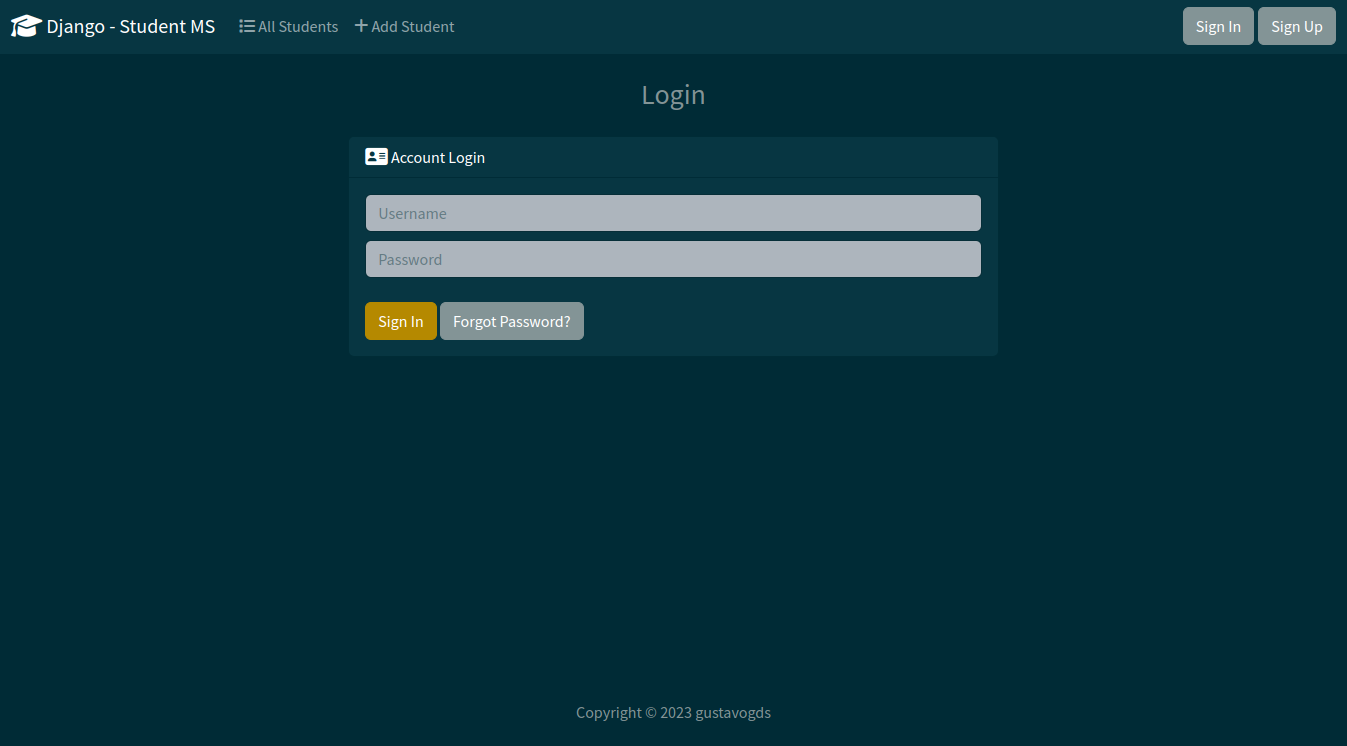 Django - Student MS All Students Add Student Sign In Sign Up
Login
Account Login
Username
Password
Sign In Forgot Password?
Copyright © 2023 gustavogds